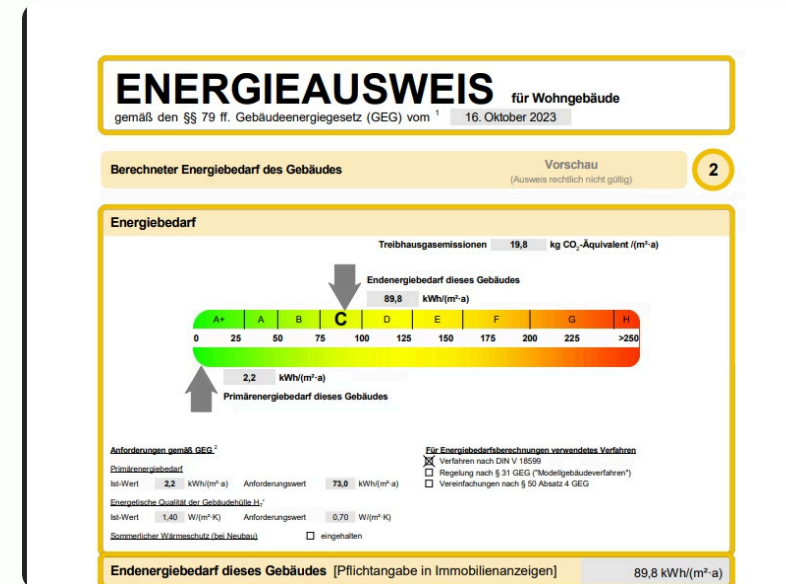 ENERGIEAUSWEIS für Wohngebäude
gemäß den §§ 79 ff. Gebäudeenergiegesetz (GEG) vom ¹ 16. Oktober 2023
Berechneter Energiebedarf des Gebäudes
Vorschau
(Ausweis rechtlich nicht gültig)
2
Energiebedarf
Treibhausgasemissionen 19,8 kg CO₂-Äquivalent /(m²·a)
Endenergiebedarf dieses Gebäudes
89,8 kWh/(m²·a)
A+ A B C D E F G H
0 25 50 75 100 125 150 175 200 225 >250
2,2 kWh/(m²·a)
Primärenergiebedarf dieses Gebäudes
Anforderungen gemäß GEG ²
Primärenergiebedarf
Ist-Wert 2,2 kWh/(m²·a) Anforderungswert 73,0 kWh/(m²·a)
Energetische Qualität der Gebäudehülle H_T'
Ist-Wert 1,40 W/(m²·K) Anforderungswert 0,70 W/(m²·K)
Sommerlicher Wärmeschutz (bei Neubau) ☐ eingehalten
Für Energiebedarfsberechnungen verwendetes Verfahren
☒ Verfahren nach DIN V 18599
☐ Regelung nach § 31 GEG ("Modellgebäudeverfahren")
☐ Vereinfachungen nach § 50 Absatz 4 GEG
Endenergiebedarf dieses Gebäudes [Pflichtangabe in Immobilienanzeigen] 89,8 kWh/(m²·a)